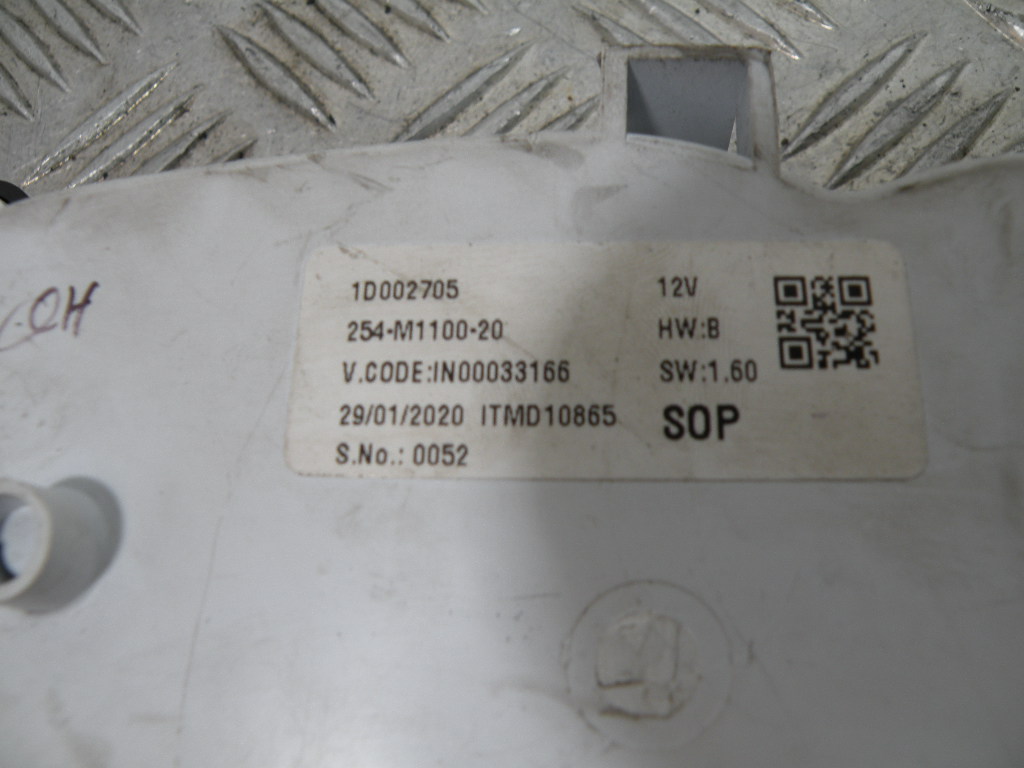 1D002705 12V
254-M1100-20 HW:B
V.CODE:IN00033166 SW:1.60
29/01/2020 ITMD10865 SOP
S.No.: 0052